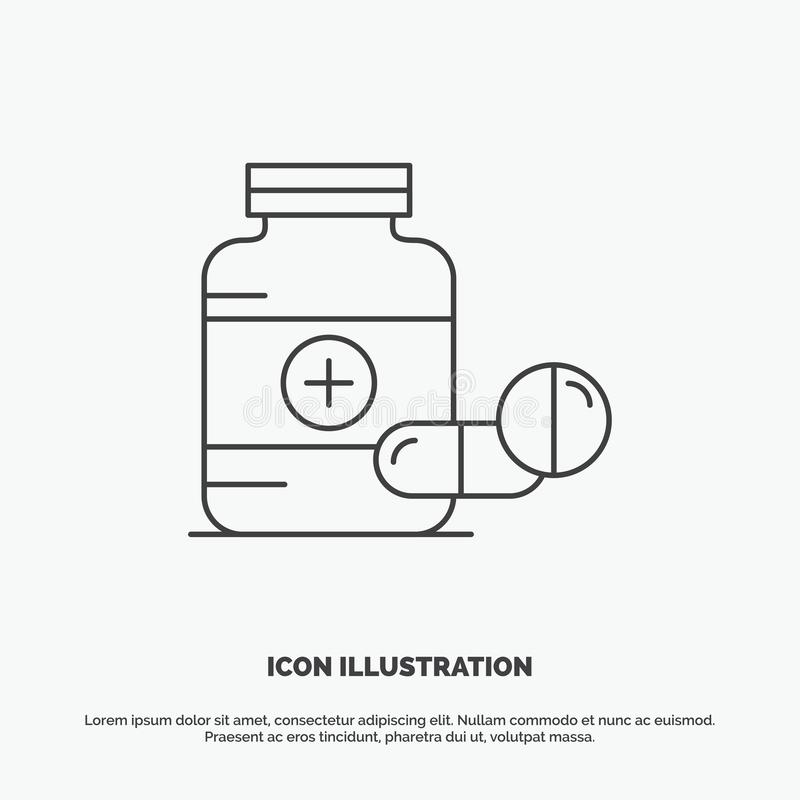 dreamstime.
ICON ILLUSTRATION
Lorem ipsum dolor sit amet, consectetur adipiscing elit. Nullam commodo et nunc ac euismod.
Praesent ac eros tincidunt, pharetra dui ut, volutpat massa.